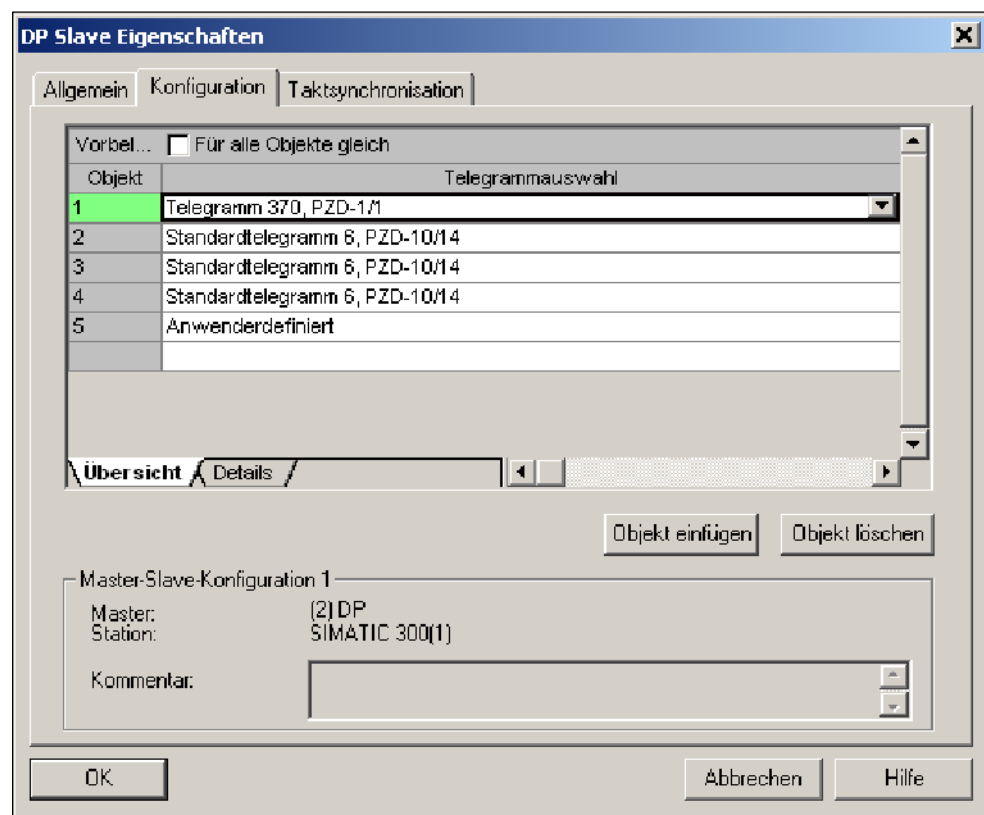 DP Slave Eigenschaften
Allgemein Konfiguration Taktsynchronisation
Vorbel... Für alle Objekte gleich
Objekt Telegrammauswahl
1 Telegramm 370, PZD-1/1
2 Standardtelegramm 6, PZD-10/14
3 Standardtelegramm 6, PZD-10/14
4 Standardtelegramm 6, PZD-10/14
5 Anwenderdefiniert
Übersicht Details
Objekt einfügen Objekt löschen
Master-Slave-Konfiguration 1
Master: (2) DP
Station: SIMATIC 300(1)
Kommentar:
OK Abbrechen Hilfe